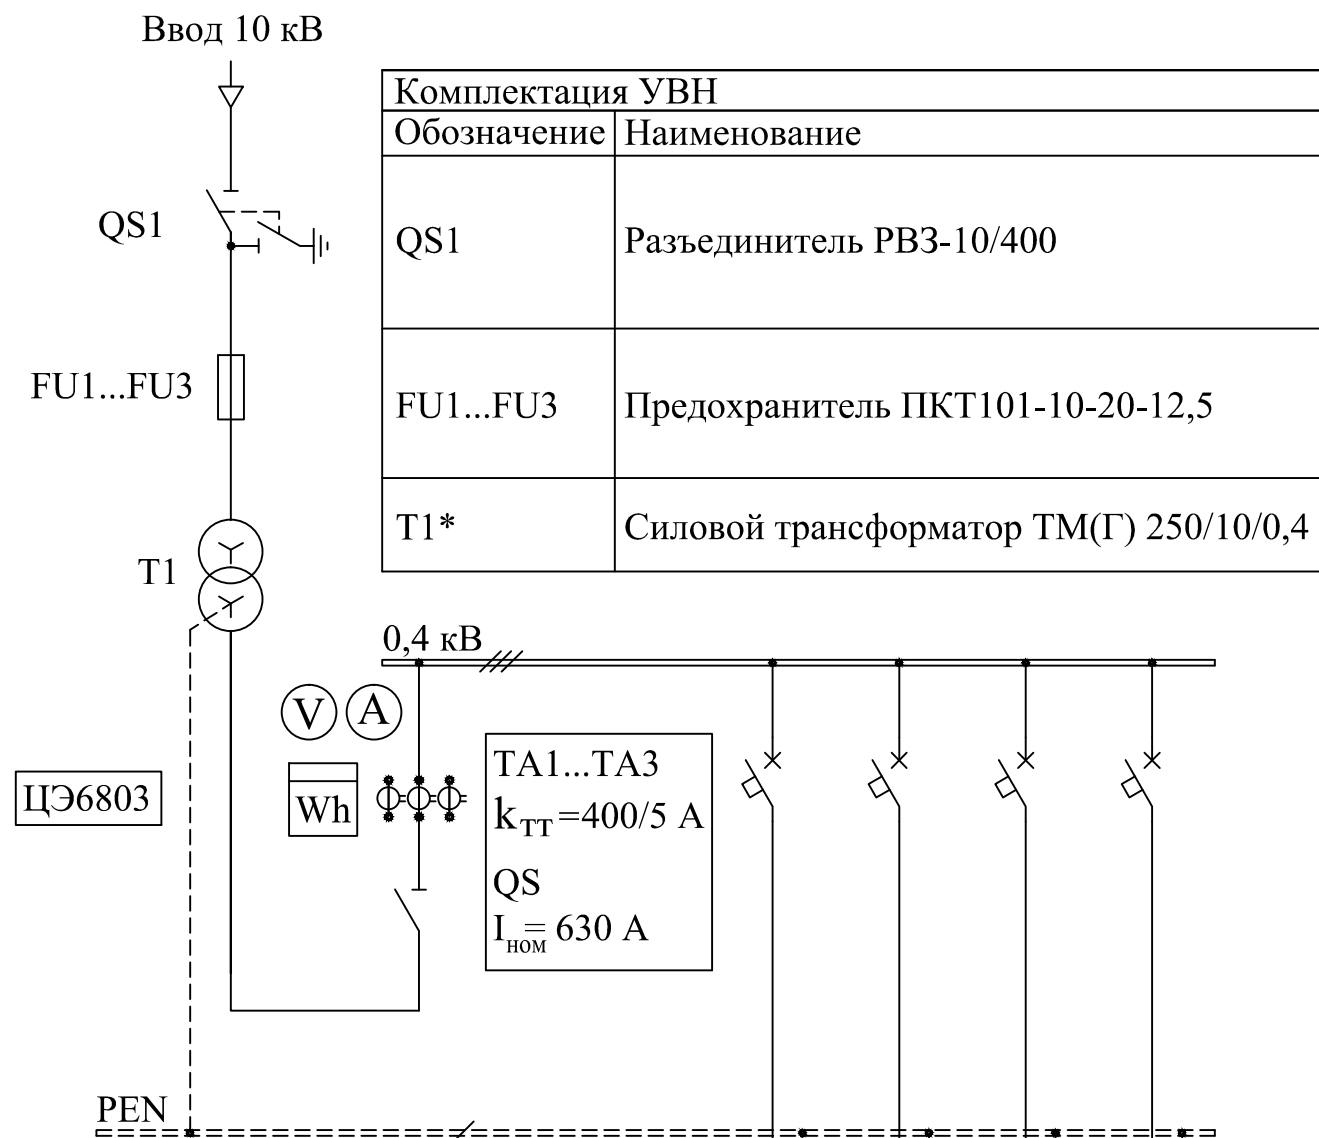 Ввод 10 кВ
Комплектация УВН
Обозначение Наименование
QS1
QS1 Разъединитель РВЗ-10/400
FU1...FU3
FU1...FU3 Предохранитель ПКТ101-10-20-12,5
T1
T1* Силовой трансформатор ТМ(Г) 250/10/0,4
0,4 кВ
V A
ЦЭ6803
Wh
TA1...TA3
kТТ=400/5 А
QS
Iном= 630 А
PEN